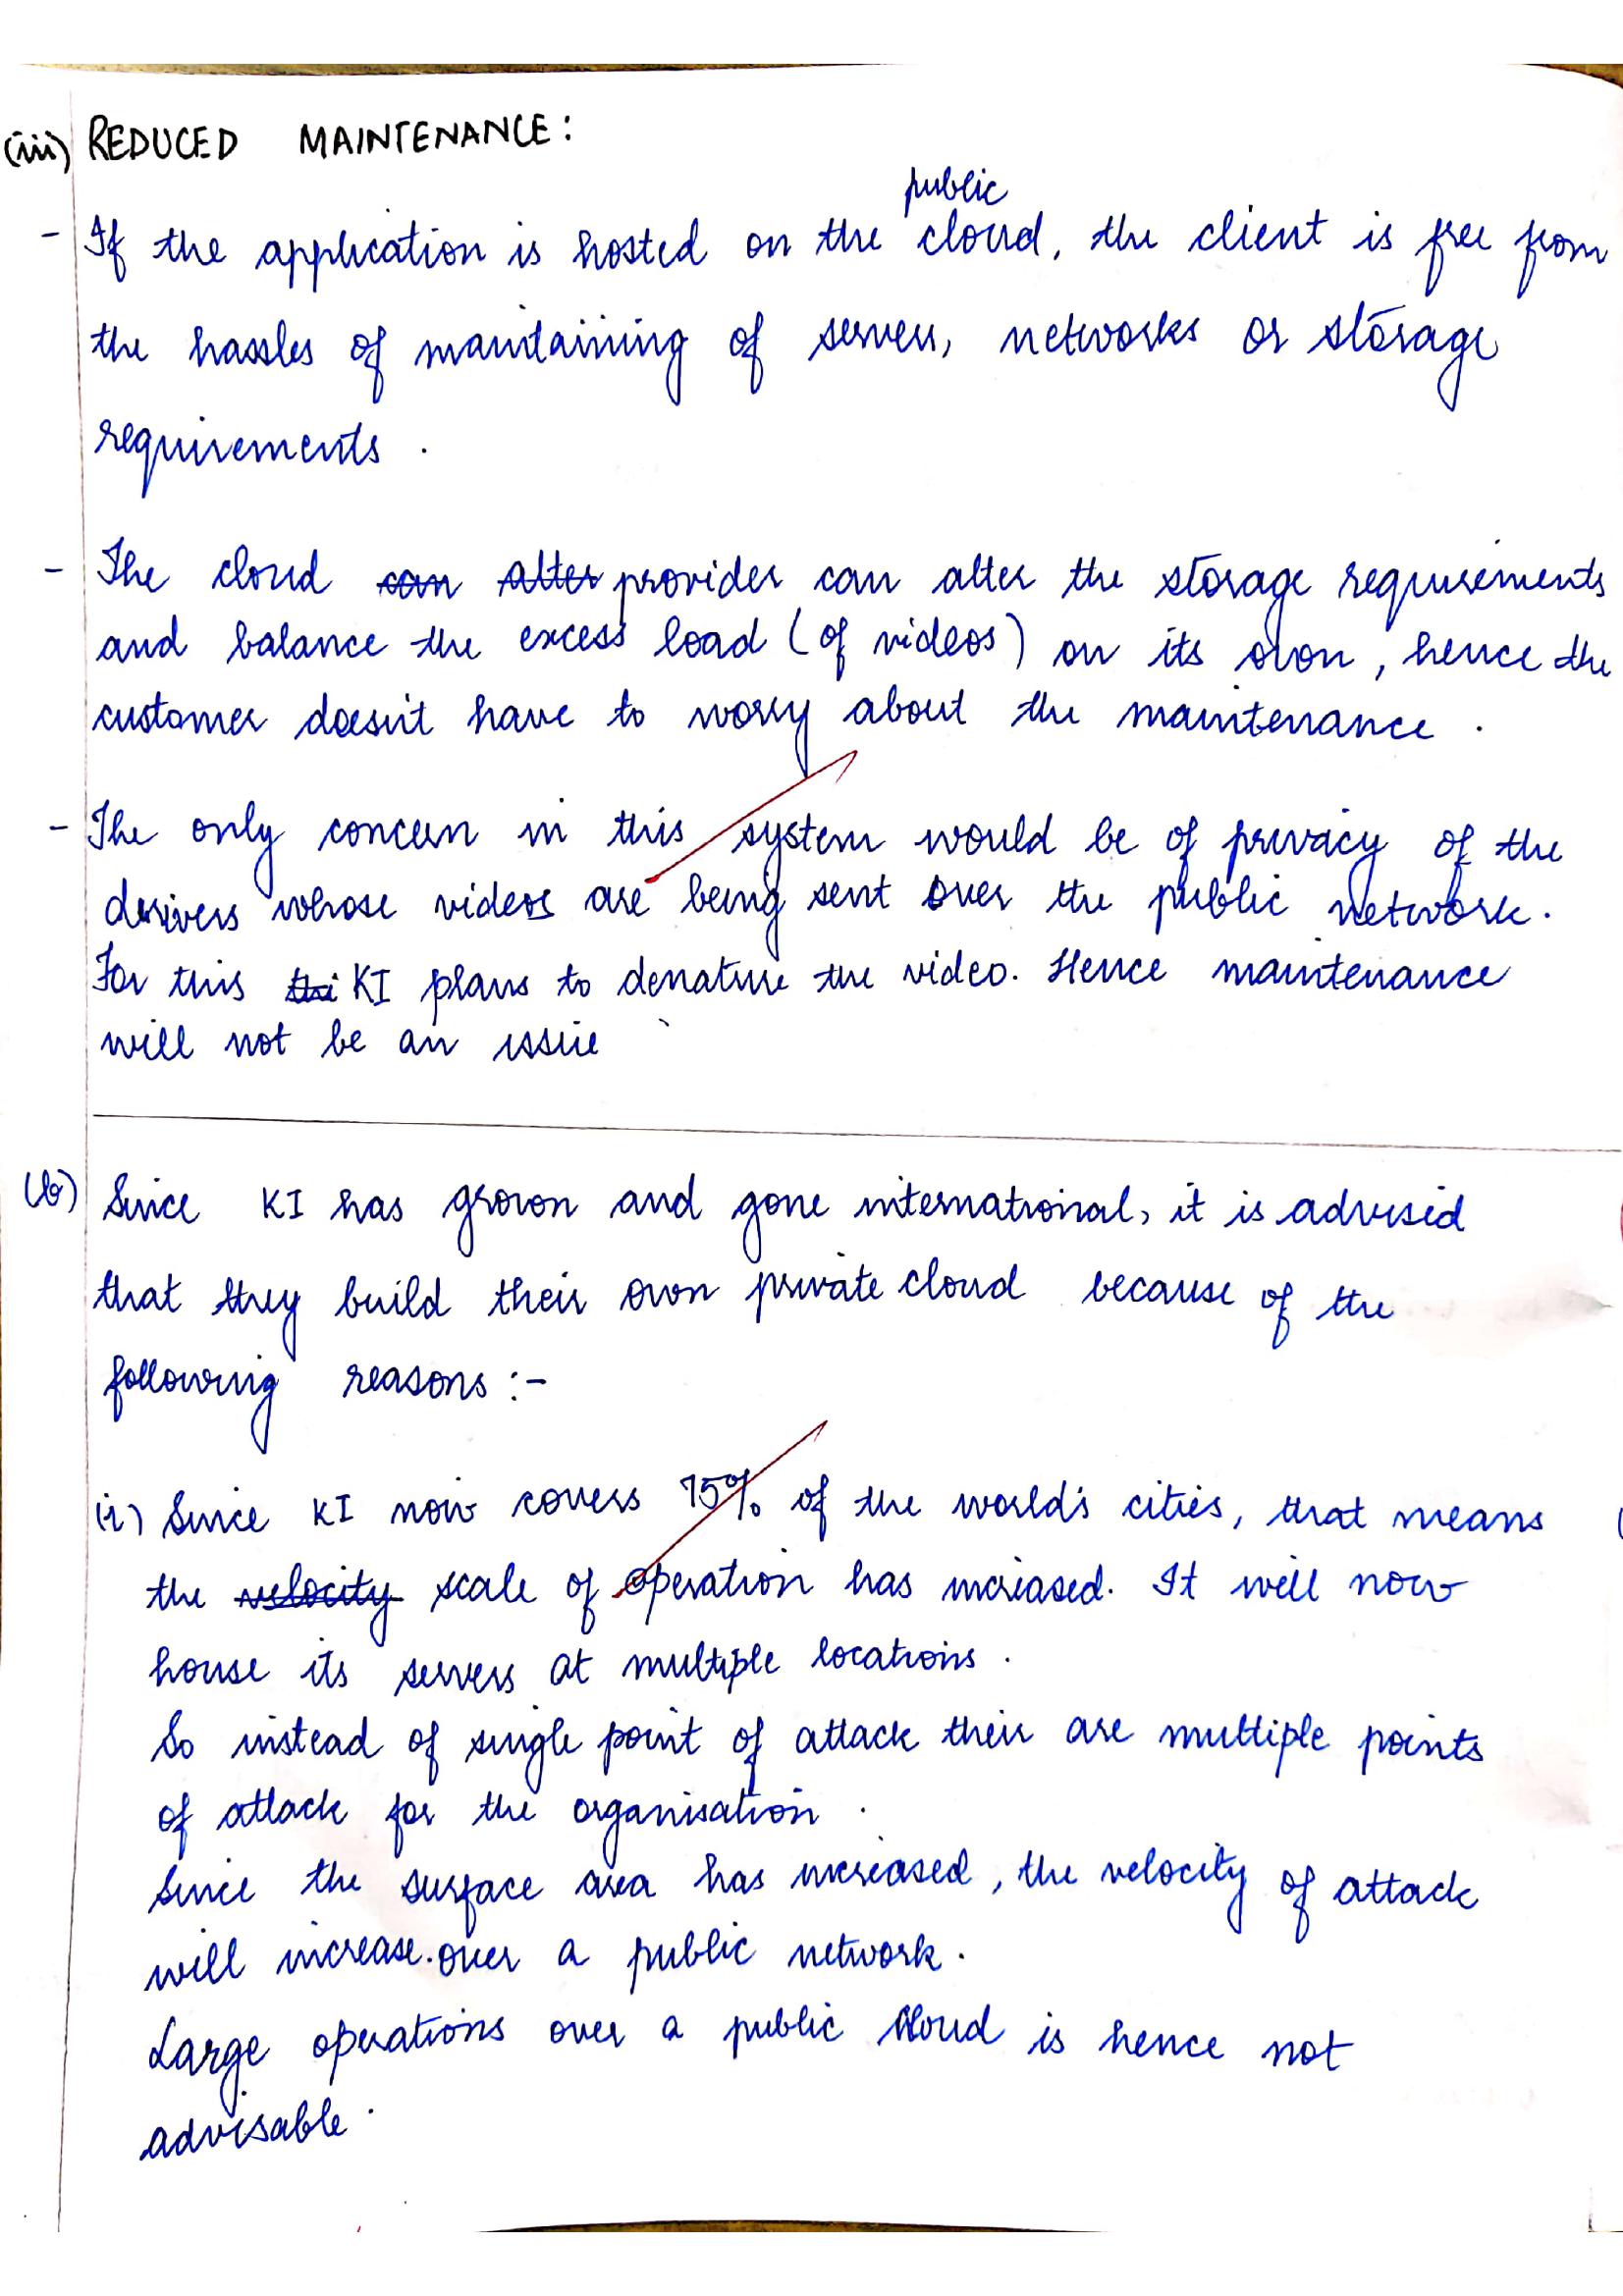 (iii) REDUCED MAINTENANCE:
public
- If the application is hosted on the cloud, the client is free from
the hassles of maintaining of servers, networks or storage
requirements.
- The cloud can alter provider can alter the storage requirements
and balance the excess load (of videos) on its own, hence the
customer doesn't have to worry about the maintenance.
- The only concern in this system would be of privacy of the
drivers whose videos are being sent over the public network.
For this KI plans to denature the video. Hence maintenance
will not be an issue
(b) Since KI has grown and gone international, it is advised
that they build their own private cloud because of the
following reasons:-
(i) Since KI now covers 75% of the world's cities, that means
the velocity scale of operation has increased. It will now
house its servers at multiple locations.
So instead of single point of attack their are multiple points
of attack for the organisation.
Since the surface area has increased, the velocity of attack
will increase. over a public network.
Large operations over a public cloud is hence not
advisable.